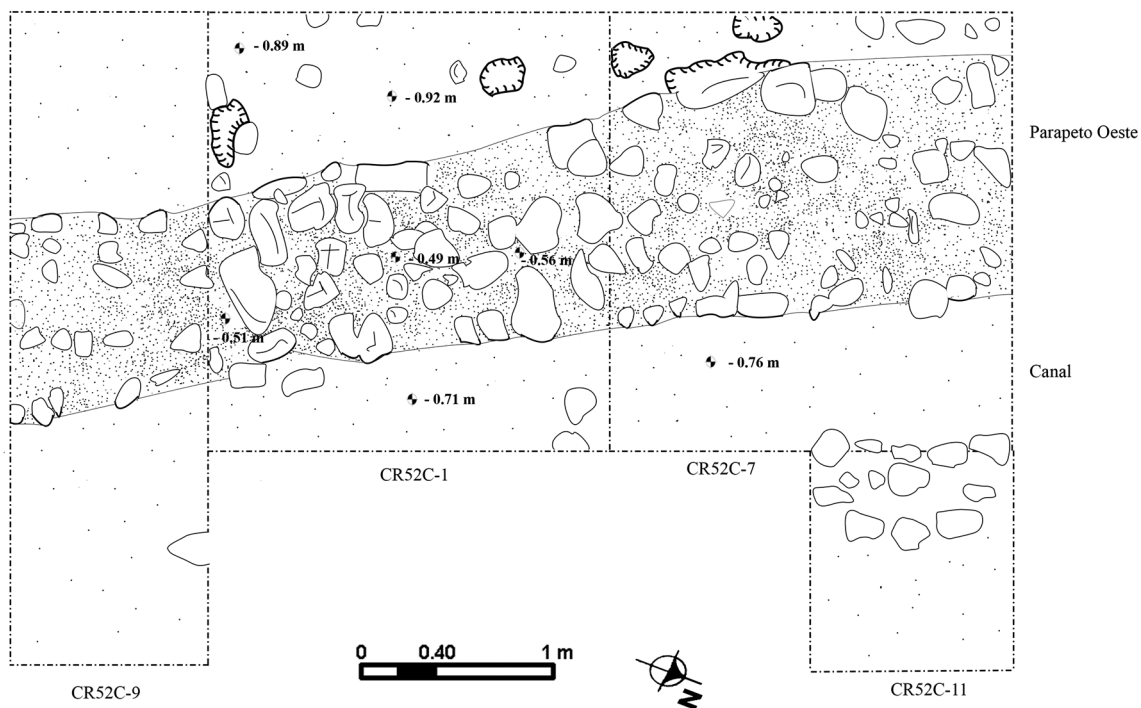 - 0.89 m
- 0.92 m
Parapeto Oeste
- 0.49 m
- 0.56 m
- 0.51 m
- 0.76 m
Canal
- 0.71 m
CR52C-1
CR52C-7
0 0.40 1 m
N
CR52C-9
CR52C-11